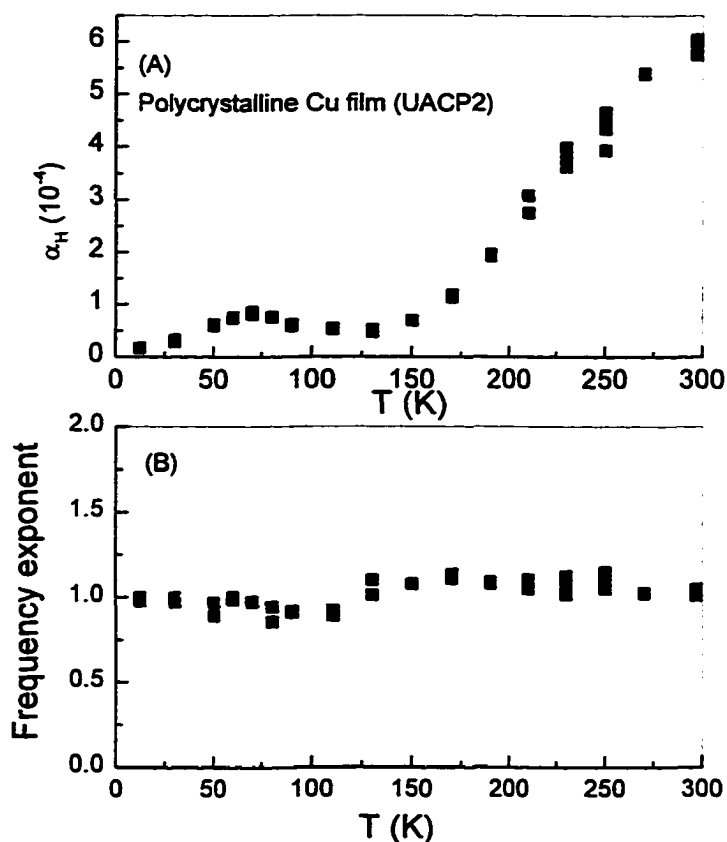 (A)
Polycrystalline Cu film (UACP2)
α_H (10⁻⁴)
6
5
4
3
2
1
0
0 50 100 150 200 250 300
T (K)
(B)
Frequency exponent
2.0
1.5
1.0
0.5
0.0
0 50 100 150 200 250 300
T (K)